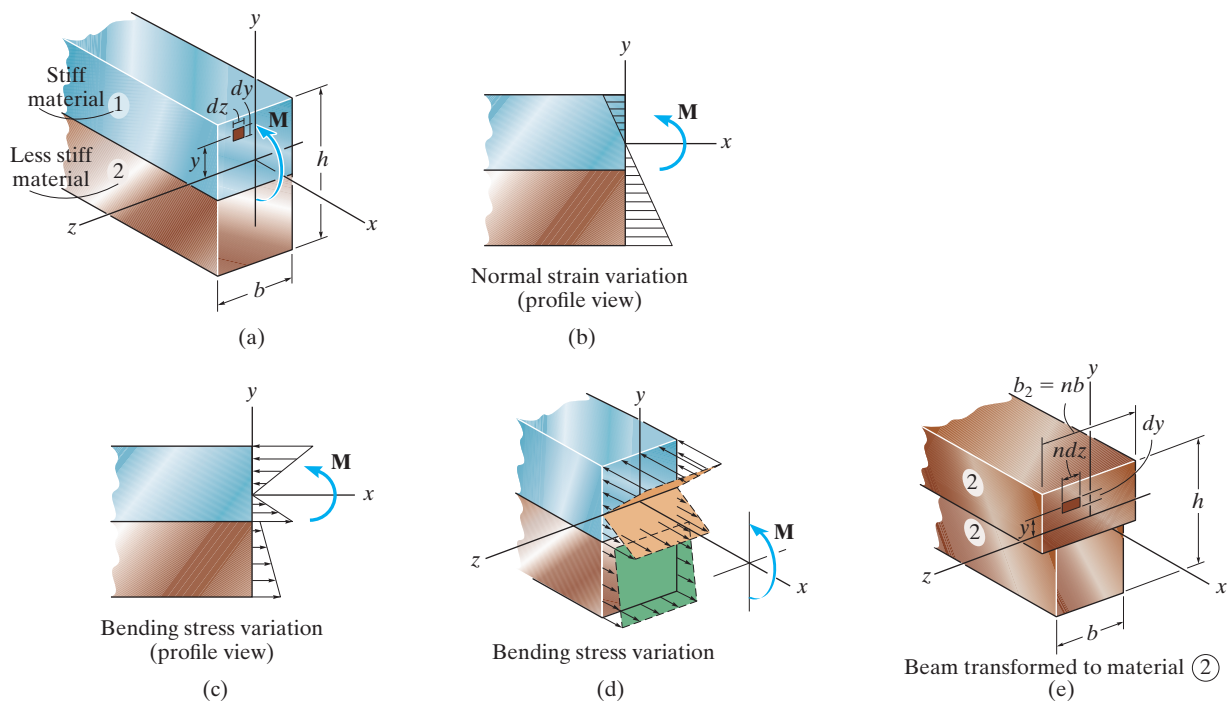 y
Stiff
material 1
dy
dz
M
Less stiff
material 2
y
h
z
x
b
(a)
y
M
x
Normal strain variation
(profile view)
(b)
y
M
x
Bending stress variation
(profile view)
(c)
y
M
z
x
Bending stress variation
(d)
y
b₂ = nb
dy
ndz
2
h
y
2
z
x
b
Beam transformed to material 2
(e)